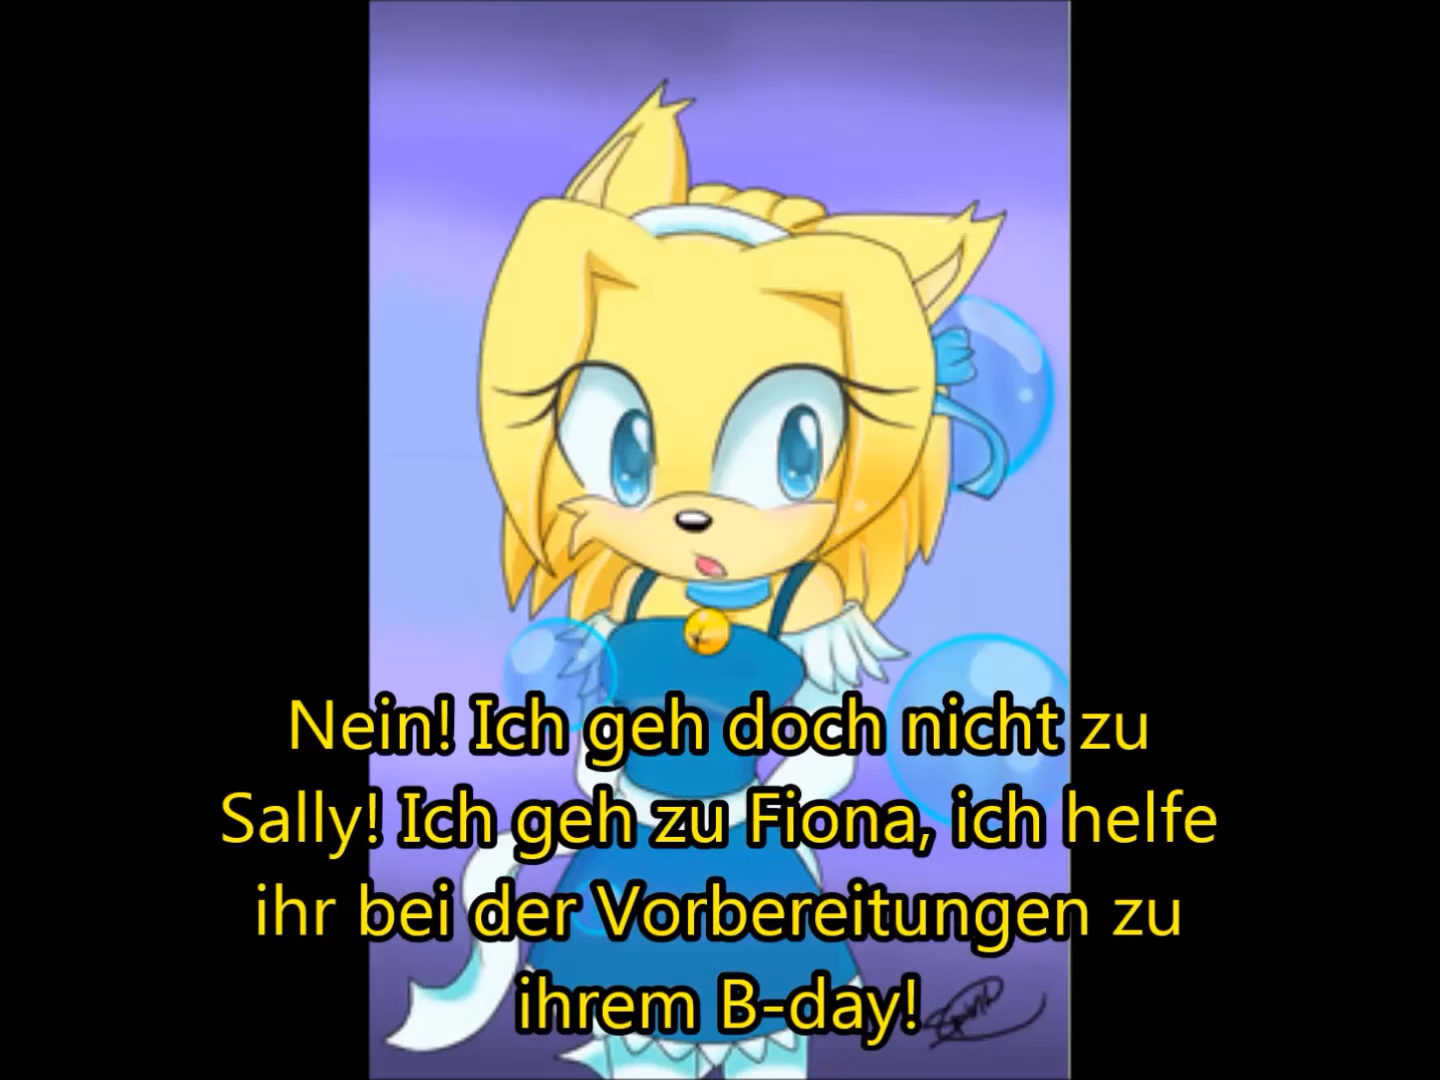 Nein! Ich geh doch nicht zu
Sally! Ich geh zu Fiona, ich helfe
ihr bei der Vorbereitungen zu
ihrem B-day!